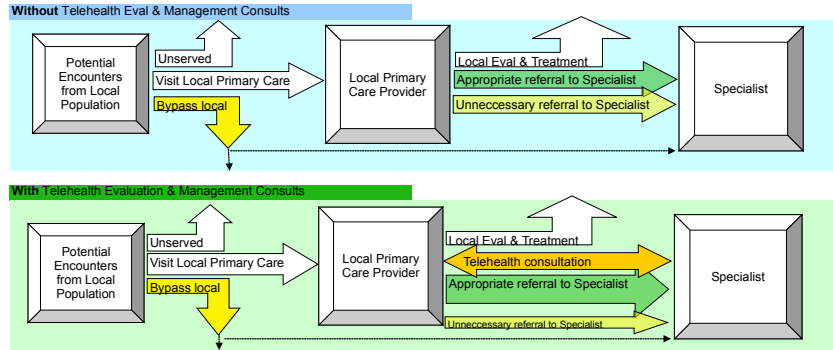 Without Telehealth Eval & Management Consults
Potential
Encounters
from Local
Population
Unserved
Visit Local Primary Care
Bypass local
Local Primary
Care Provider
Local Eval & Treatment
Appropriate referral to Specialist
Unneccessary referral to Specialist
Specialist
With Telehealth Evaluation & Management Consults
Potential
Encounters
from Local
Population
Unserved
Visit Local Primary Care
Bypass local
Local Primary
Care Provider
Local Eval & Treatment
Telehealth consultation
Appropriate referral to Specialist
Unneccessary referral to Specialist
Specialist